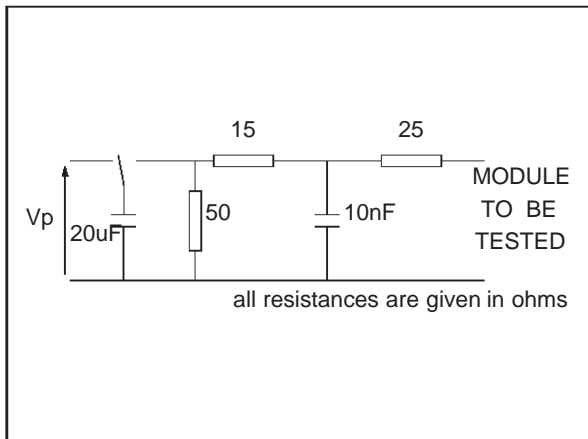 15
25
Vp
20uF
50
10nF
MODULE
TO BE
TESTED
all resistances are given in ohms